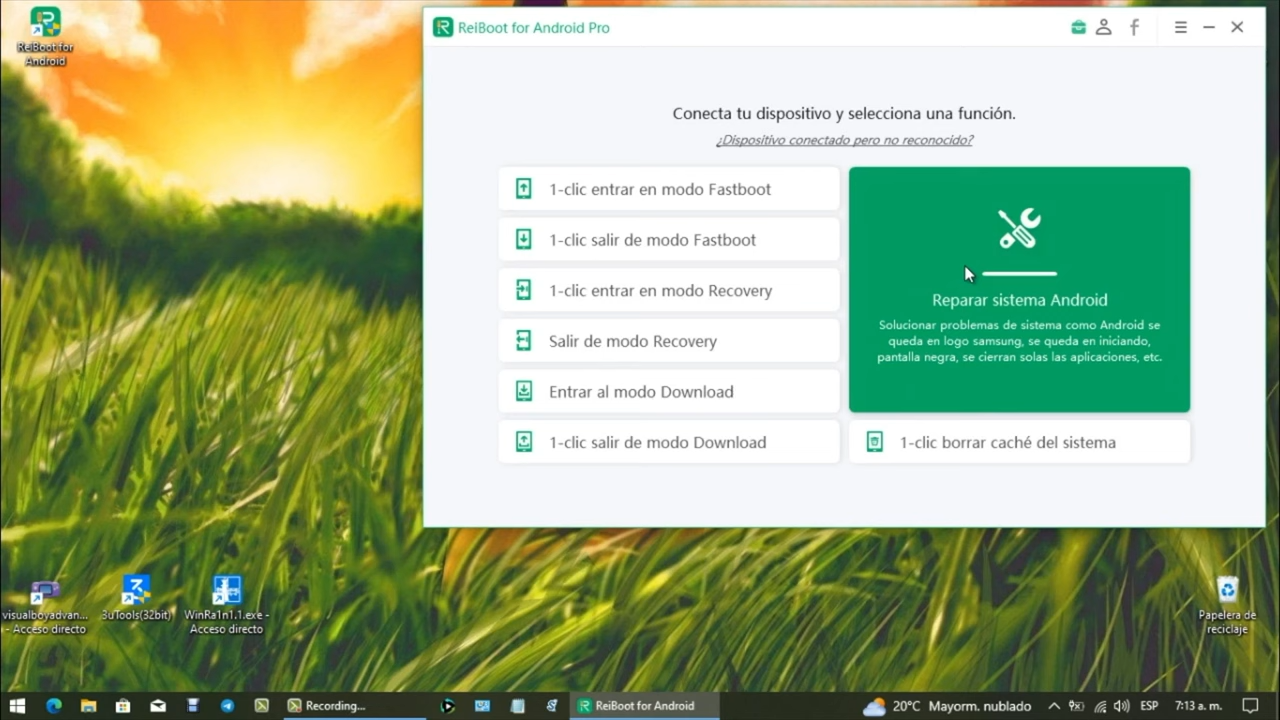 ReiBoot for
Android
ReiBoot for Android Pro
Conecta tu dispositivo y selecciona una función.
¿Dispositivo conectado pero no reconocido?
1-clic entrar en modo Fastboot
1-clic salir de modo Fastboot
1-clic entrar en modo Recovery
Salir de modo Recovery
Entrar al modo Download
1-clic salir de modo Download
Reparar sistema Android
Solucionar problemas de sistema como Android se
queda en logo samsung, se queda en iniciando,
pantalla negra, se cierran solas las aplicaciones, etc.
1-clic borrar caché del sistema
visualboyadvan...
- Acceso directo
3uTools(32bit)
WinRa1n1.1.exe -
Acceso directo
Papelera de
reciclaje
Recording...
ReiBoot for Android
20°C Mayorm. nublado
ESP
7:13 a. m.